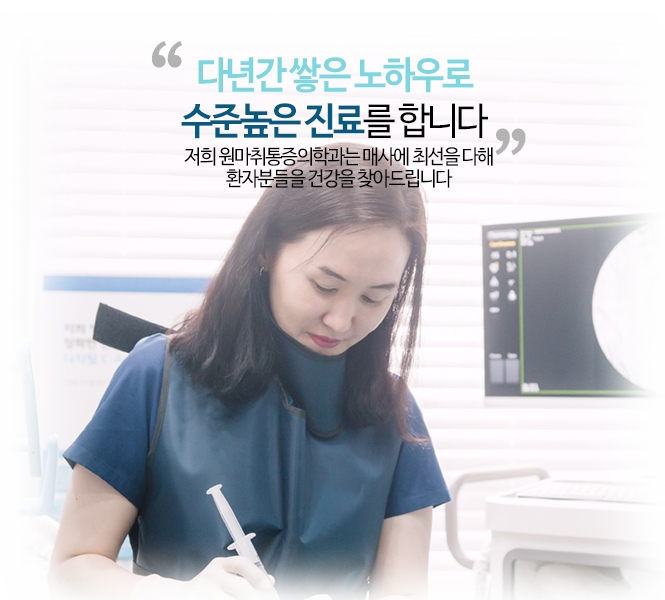 “ 다년간 쌓은 노하우로
수준높은 진료를 합니다 ”
저희 원마취통증의학과는 매사에 최선을 다해
환자분들을 건강을 찾아드립니다